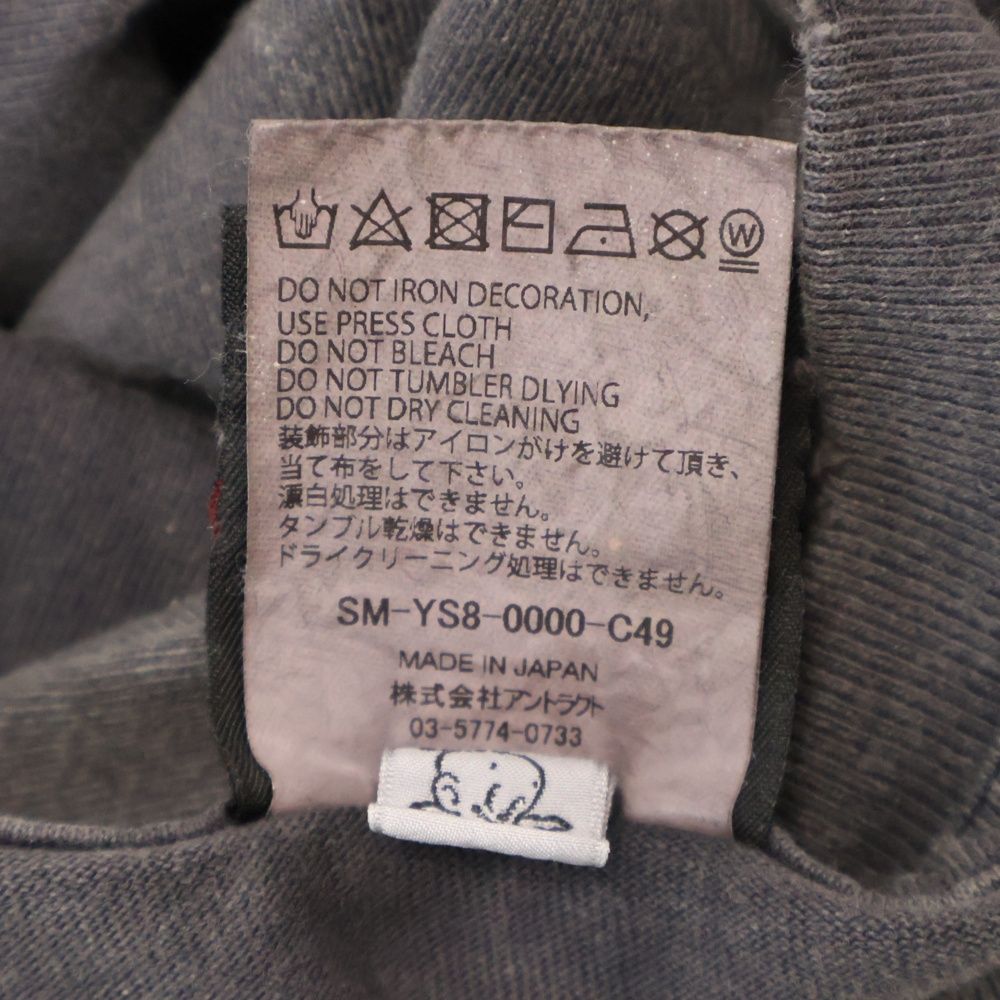 W
DO NOT IRON DECORATION,
USE PRESS CLOTH
DO NOT BLEACH
DO NOT TUMBLER DLYING
DO NOT DRY CLEANING
装飾部分はアイロンがけを避けて頂き、
当て布をして下さい。
漂白処理はできません。
タンブル乾燥はできません。
ドライクリーニング処理はできません。
SM-YS8-0000-C49
MADE IN JAPAN
株式会社アントラクト
03-5774-0733